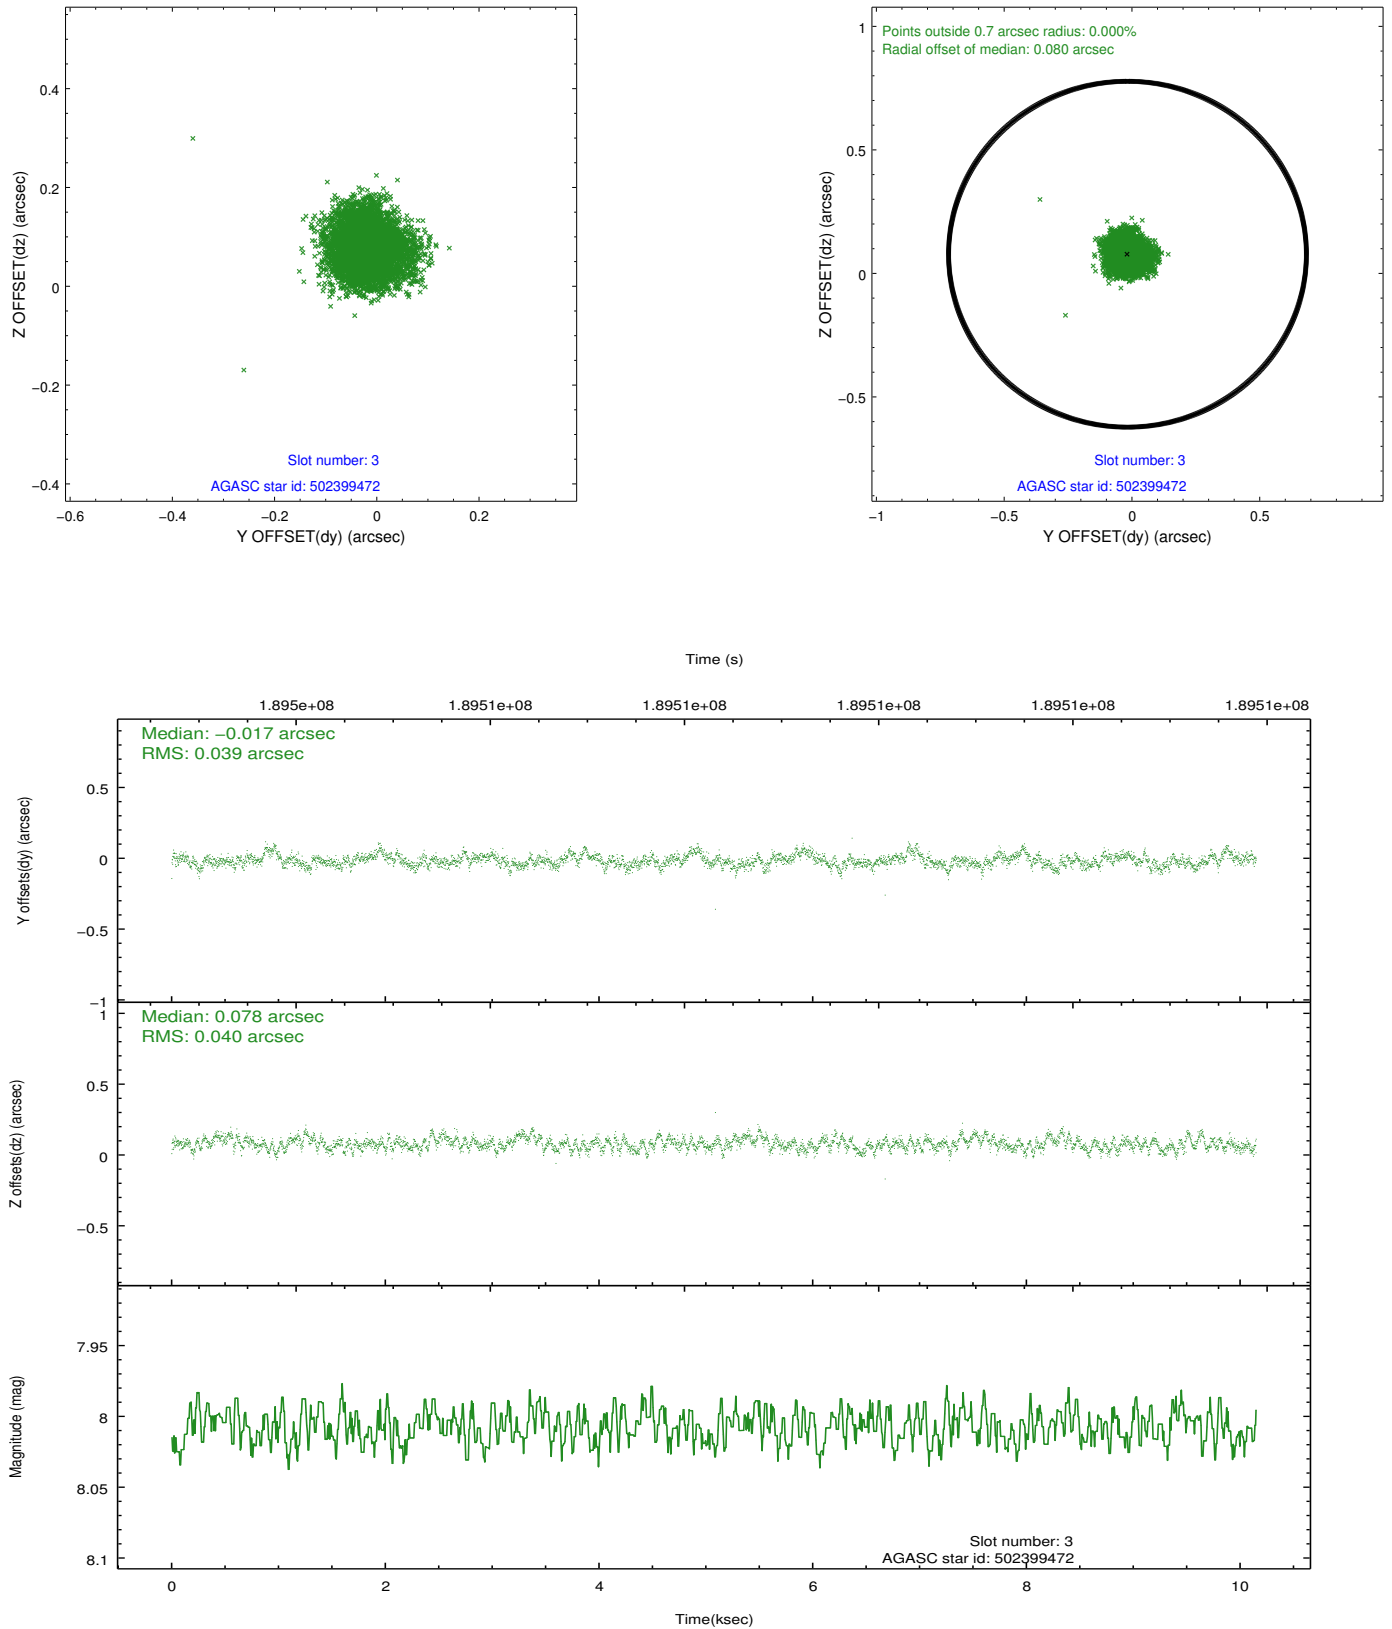 0.4
0.2
0
−0.2
−0.4
Z OFFSET(dz) (arcsec)
Slot number: 3
AGASC star id: 502399472
−0.6 −0.4 −0.2 0 0.2
Y OFFSET(dy) (arcsec)
Points outside 0.7 arcsec radius: 0.000%
Radial offset of median: 0.080 arcsec
1
0.5
0
−0.5
Z OFFSET(dz) (arcsec)
Slot number: 3
AGASC star id: 502399472
−1 −0.5 0 0.5
Y OFFSET(dy) (arcsec)
Time (s)
1.895e+08 1.8951e+08 1.8951e+08 1.8951e+08 1.8951e+08 1.8951e+08
Median: −0.017 arcsec
RMS: 0.039 arcsec
0.5
0
−0.5
−1
Y offsets(dy) (arcsec)
Median: 0.078 arcsec
RMS: 0.040 arcsec
1
0.5
0
−0.5
Z offsets(dz) (arcsec)
7.95
8
8.05
8.1
Magnitude (mag)
Slot number: 3
AGASC star id: 502399472
0 2 4 6 8 10
Time(ksec)